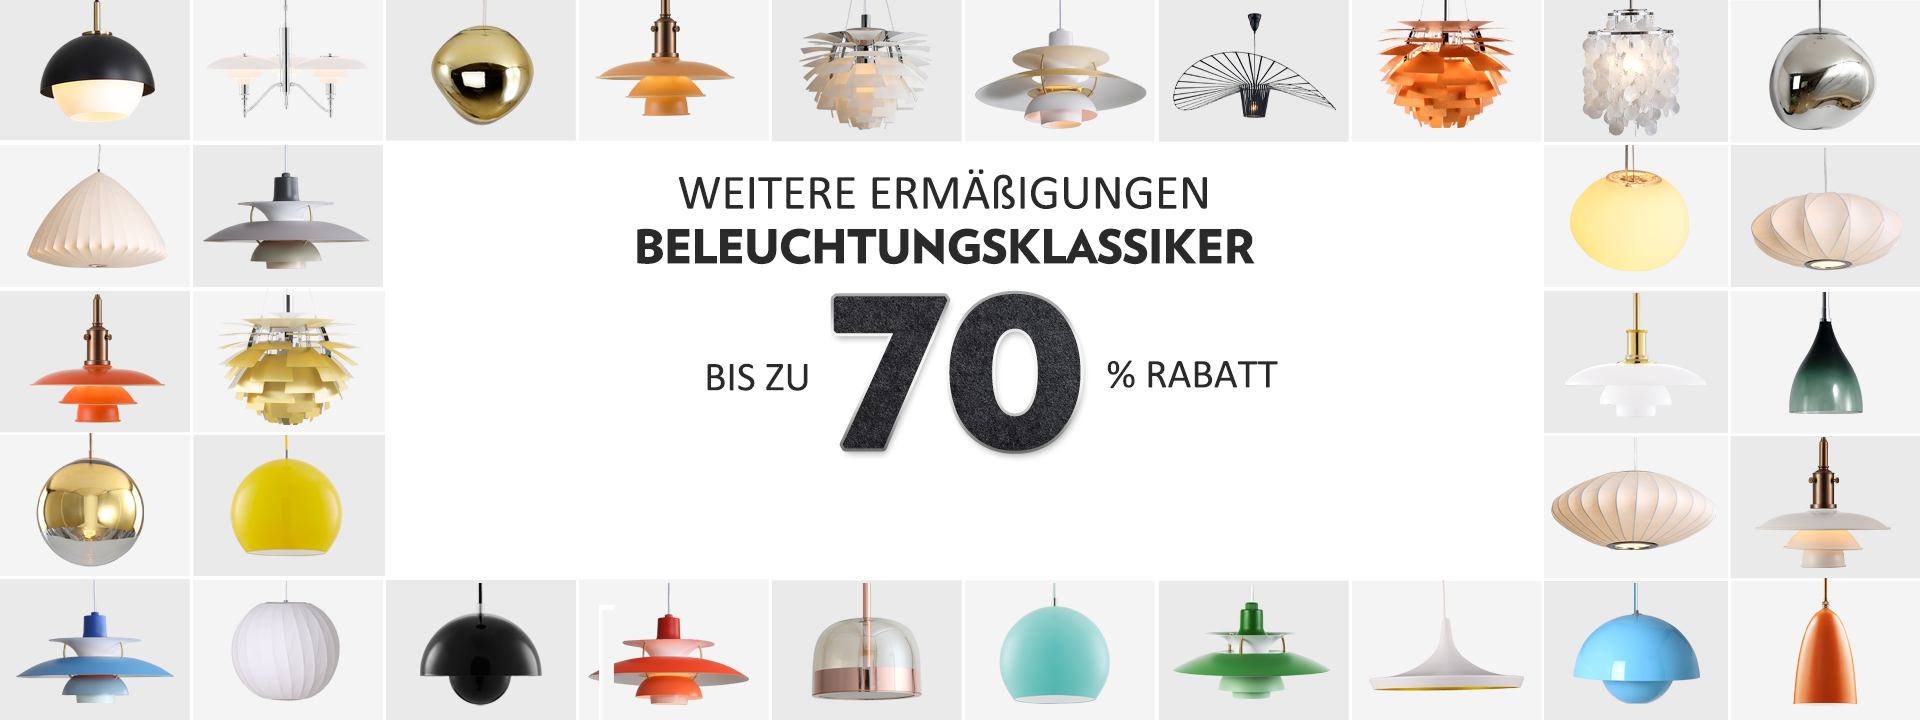 WEITERE ERMÄßIGUNGEN
BELEUCHTUNGSKLASSIKER
BIS ZU 70 % RABATT